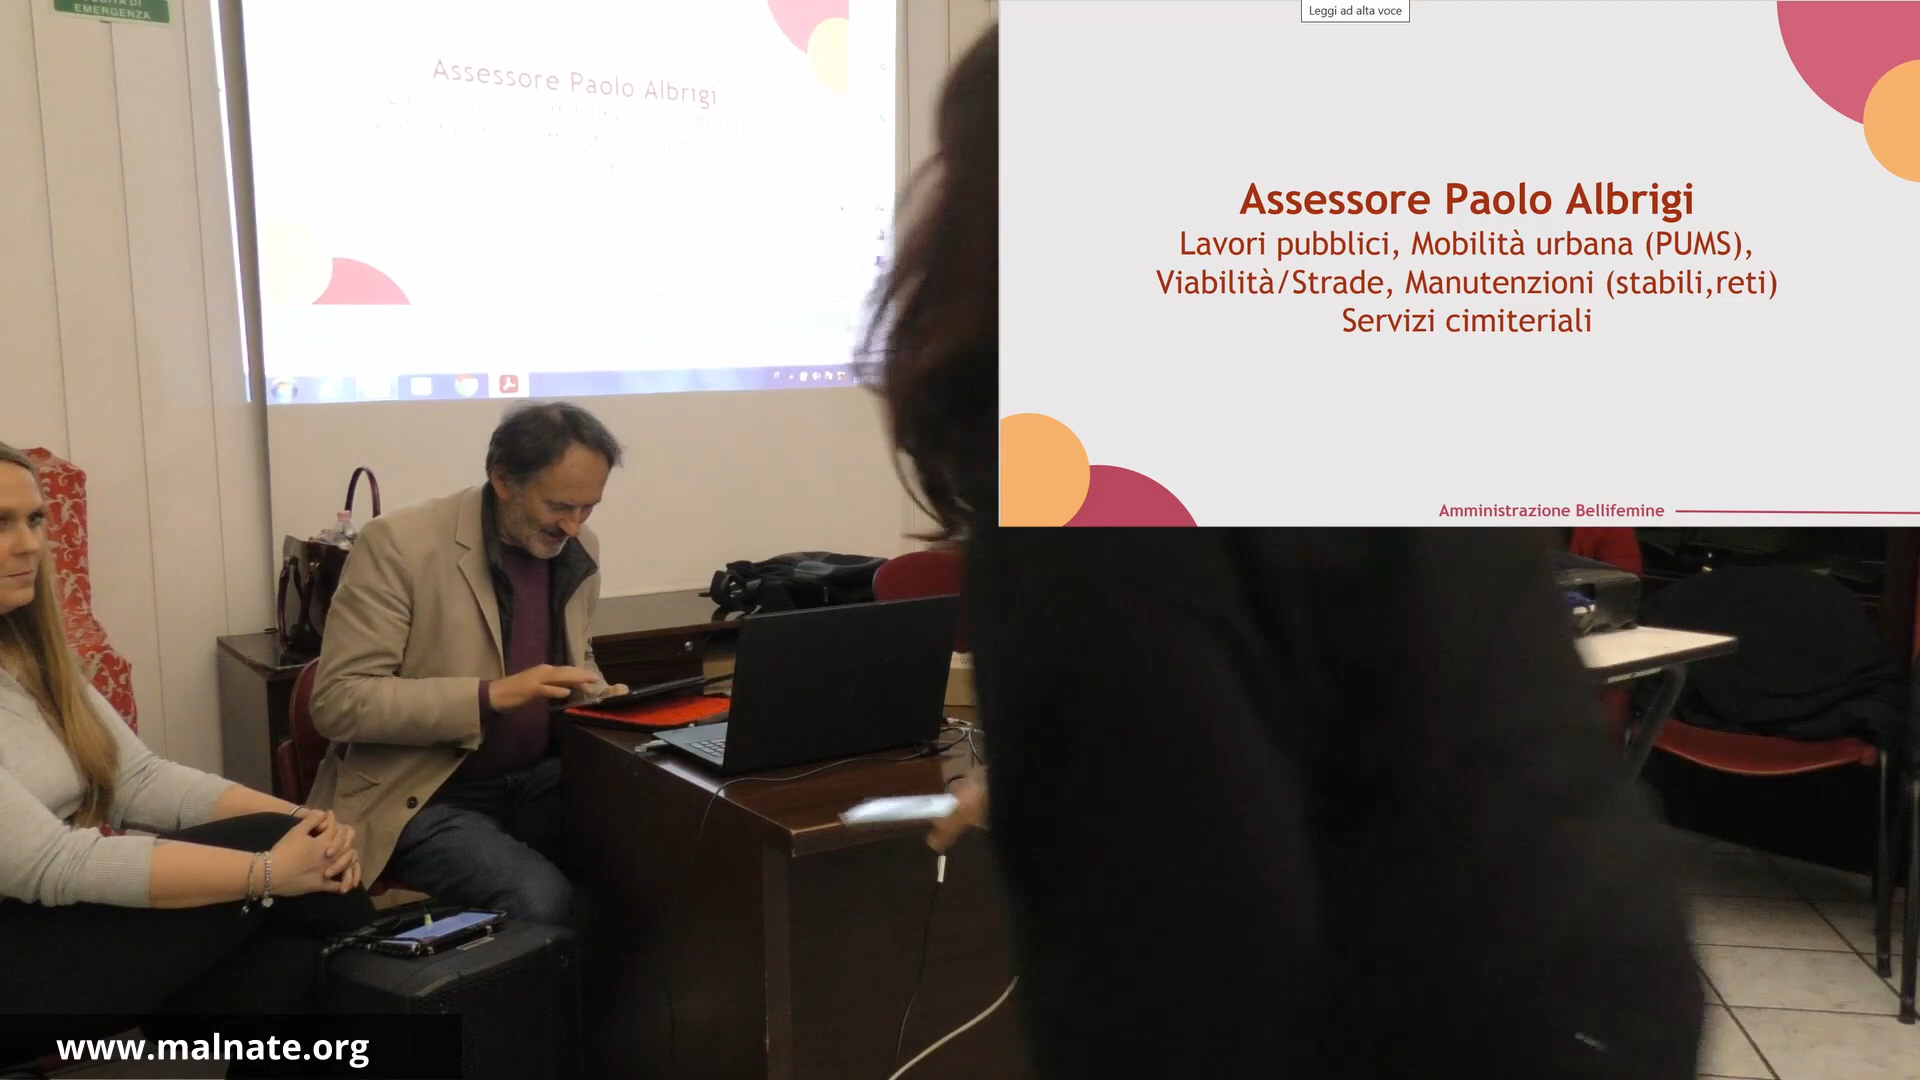 EMERGENZA
Assessore Paolo Albrigi
Leggi ad alta voce
Assessore Paolo Albrigi
Lavori pubblici, Mobilità urbana (PUMS),
Viabilità/Strade, Manutenzioni (stabili,reti)
Servizi cimiteriali
Amministrazione Bellifemine
www.malnate.org